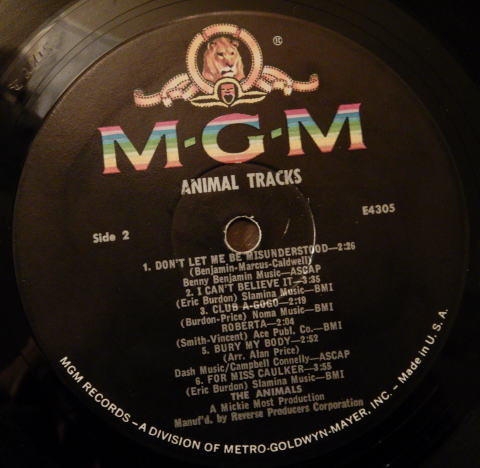 ®
M-G-M
ANIMAL TRACKS
Side 2
E4305
1. DON'T LET ME BE MISUNDERSTOOD—2:26
(Benjamin-Marcus-Caldwell)
Benny Benjamin Music—ASCAP
2. I CAN'T BELIEVE IT—3:35
(Eric Burdon) Slamina Music—BMI
3. CLUB A-GOGO—2:19
(Burdon-Price) Noma Music—BMI
ROBERTA—2:04
(Smith-Vincent) Ace Publ. Co.—BMI
5. BURY MY BODY—2:52
(Arr. Alan Price)
Dash Music/Campbell Connelly—ASCAP
6. FOR MISS CAULKER—3:55
(Eric Burdon) Slamina Music—BMI
THE ANIMALS
A Mickie Most Production
Manuf'd. by Reverse Producers Corporation
MGM RECORDS – A DIVISION OF METRO-GOLDWYN-MAYER, INC. – Made in U.S.A.